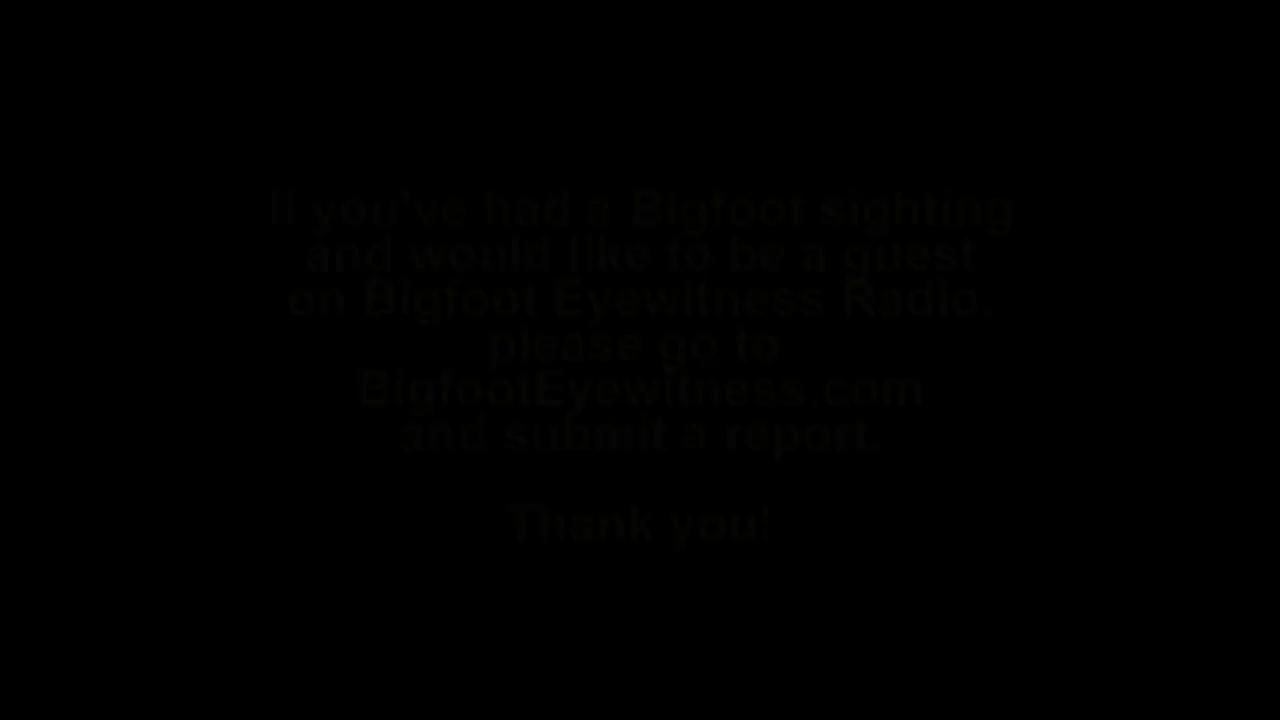 If you've had a Bigfoot sighting
and would like to be a guest
on Bigfoot Eyewitness Radio,
please go to
BigfootEyewitness.com
and submit a report.
Thank you!